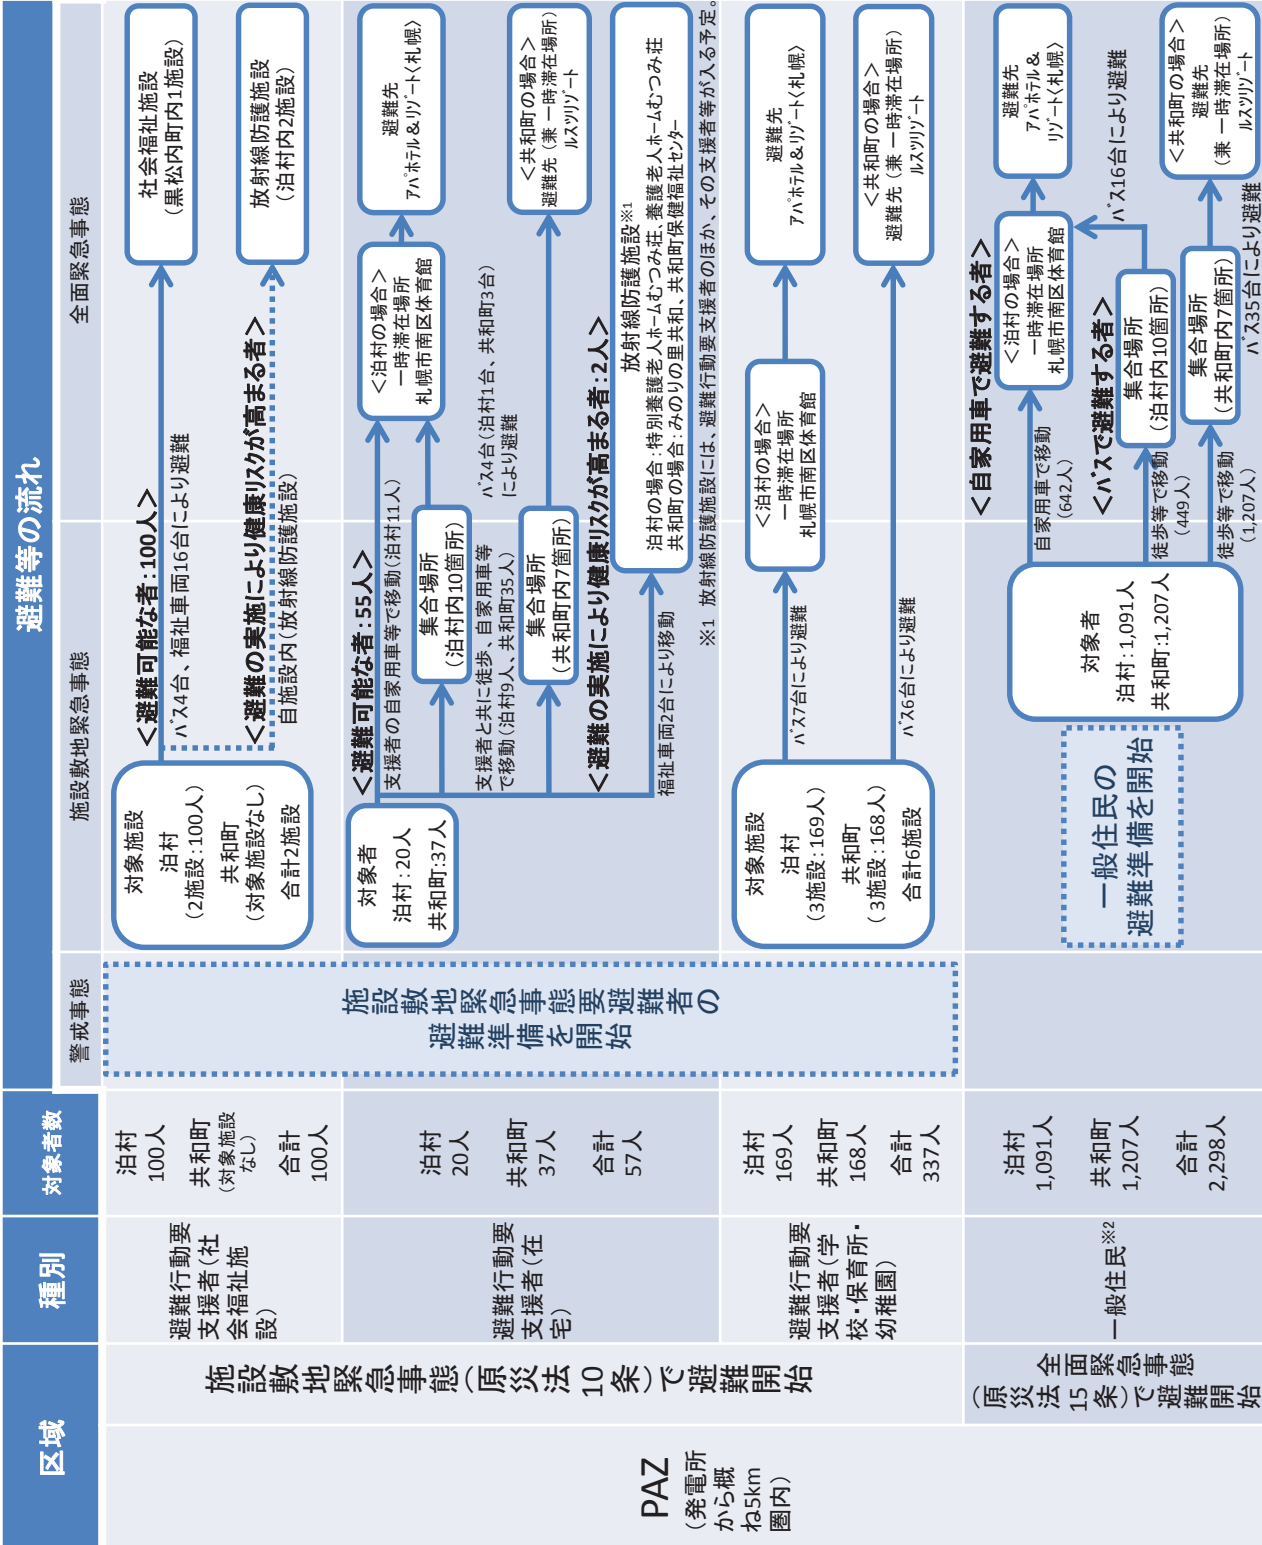 区域
種別
対象者数
避難等の流れ
警戒事態
施設敷地緊急事態
全面緊急事態
PAZ
（発電所
から概
ね5km
圏内）
施設敷地緊急事態（原災法10条）で避難開始
避難行動要
支援者（社
会福祉施
設）
泊村
100人
共和町
（対象施設
なし）
合計
100人
施設敷地緊急事態要避難者の
避難準備を開始
対象施設
泊村
（2施設：100人）
共和町
（対象施設なし）
合計2施設
＜避難可能な者：100人＞
バス4台、福祉車両16台により避難
社会福祉施設
（黒松内町内1施設）
＜避難の実施により健康リスクが高まる者＞
自施設内（放射線防護施設）
放射線防護施設
（泊村内2施設）
避難行動要
支援者（在
宅）
泊村
20人
共和町
37人
合計
57人
対象者
泊村：20人
共和町：37人
＜避難可能な者：55人＞
支援者の自家用車等で移動（泊村11人）
集合場所
（泊村内10箇所）
支援者と共に徒歩、自家用車等
で移動（泊村9人、共和町35人）
集合場所
（共和町内7箇所）
＜泊村の場合＞
一時滞在場所
札幌市南区体育館
避難先
アパホテル＆リゾート〈札幌〉
バス4台（泊村1台、共和町3台）
により避難
＜共和町の場合＞
避難先（兼 一時滞在場所）
ルスツリゾート
＜避難の実施により健康リスクが高まる者：2人＞
福祉車両2台により移動
放射線防護施設※1
泊村の場合：特別養護老人ホームむつみ荘、養護老人ホームむつみ荘
共和町の場合：みのりの里共和、共和町保健福祉センター
※1 放射線防護施設には、避難行動要支援者のほか、その支援者等が入る予定。
避難行動要
支援者（学
校・保育所・
幼稚園）
泊村
169人
共和町
168人
合計
337人
対象施設
泊村
（3施設：169人）
共和町
（ 3施設：168人）
合計6施設
バス7台により避難
＜泊村の場合＞
一時滞在場所
札幌市南区体育館
避難先
アパホテル＆リゾート〈札幌〉
バス6台により避難
＜共和町の場合＞
避難先（兼 一時滞在場所）
ルスツリゾート
全面緊急事態
（原災法15条）で避難開始
一般住民※2
泊村
1,091人
共和町
1,207人
合計
2,298人
一般住民の
避難準備を開始
対象者
泊村：1,091人
共和町：1,207人
＜自家用車で避難する者＞
自家用車で移動
（642人）
＜泊村の場合＞
一時滞在場所
札幌市南区体育館
避難先
アパホテル＆
リゾート〈札幌〉
＜バスで避難する者＞
徒歩等で移動
（449人）
集合場所
（泊村内10箇所）
バス16台により避難
徒歩等で移動
（1,207人）
集合場所
（共和町内7箇所）
バス35台により避難
＜共和町の場合＞
避難先
（兼 一時滞在場所）
ルスツリゾート